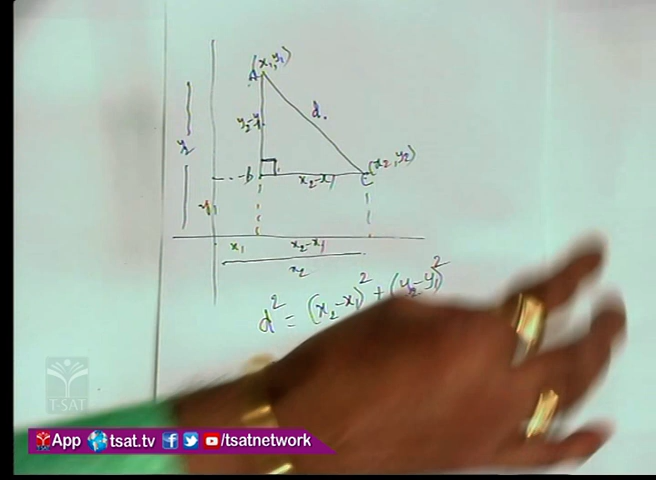 A(x₁,y₁)
d.
y₂-y₁
y₂
B
x₂-x₁
C(x₂,y₂)
y₁
x₁
x₂-x₁
x₂
d² = (x₂-x₁)² + (y₂-y₁)²
T-SAT
App tsat.tv /tsatnetwork